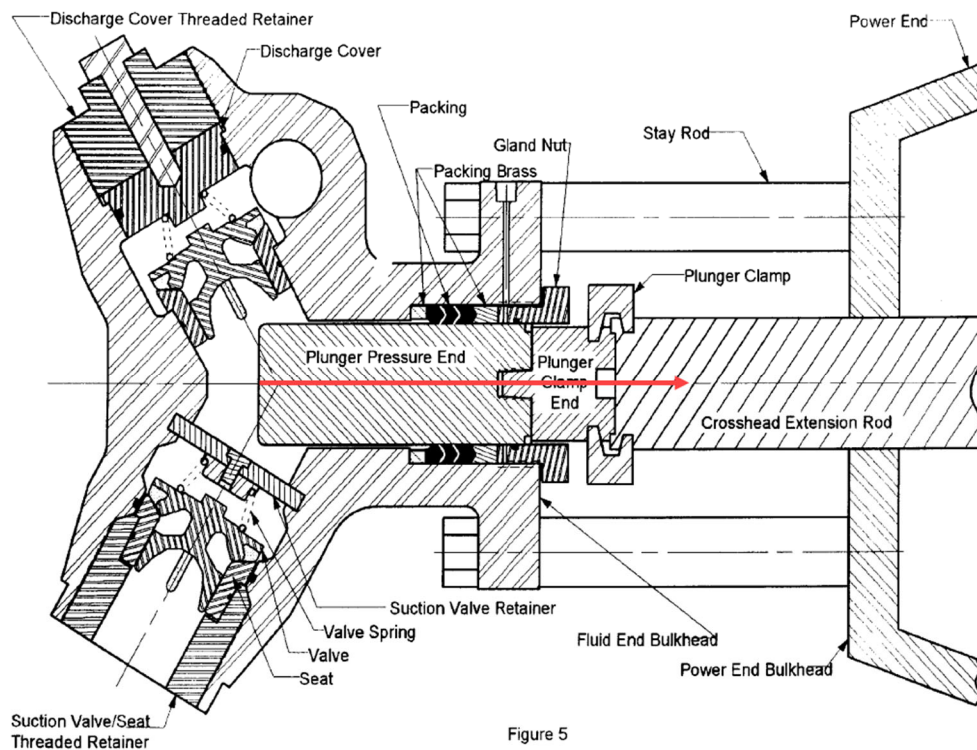 Discharge Cover Threaded Retainer
Discharge Cover
Packing
Packing Brass
Gland Nut
Stay Rod
Power End
Plunger Clamp
Plunger Pressure End
Plunger
Clamp
End
Crosshead Extension Rod
Suction Valve Retainer
Valve Spring
Valve
Seat
Fluid End Bulkhead
Power End Bulkhead
Suction Valve/Seat
Threaded Retainer
Figure 5